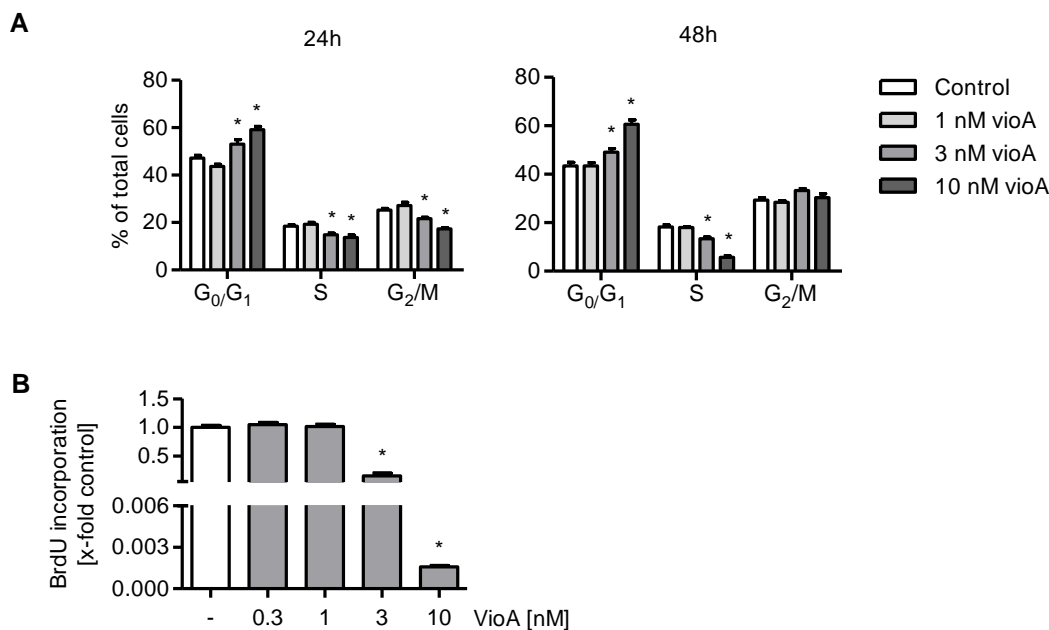 A
24h
48h
% of total cells
80
60
40
20
0
* *
* *
* *
G0/G1 S G2/M
80
60
40
20
0
* *
* *
G0/G1 S G2/M
Control
1 nM vioA
3 nM vioA
10 nM vioA
B
BrdU incorporation
[x-fold control]
1.5
1.0
0.5
0.006
0.003
0.000
*
*
- 0.3 1 3 10 VioA [nM]